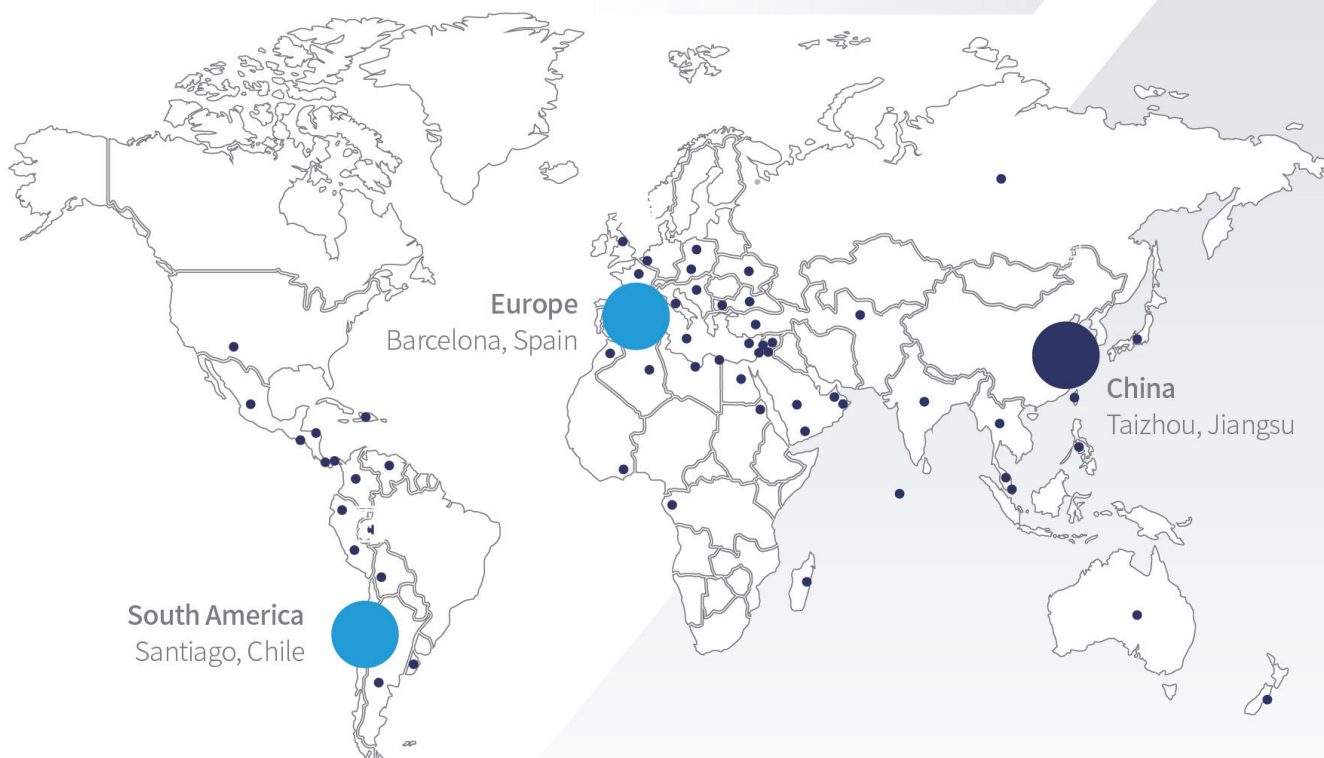 Europe
Barcelona, Spain
China
Taizhou, Jiangsu
South America
Santiago, Chile